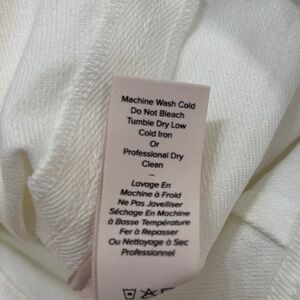 Machine Wash Cold
Do Not Bleach
Tumble Dry Low
Cold Iron
Or
Professional Dry
Clean
–
Lavage En
Machine à Froid
Ne Pas Javelliser
Séchage En Machine
à Basse Température
Fer à Repasser
Ou Nettoyage à Sec
Professionnel